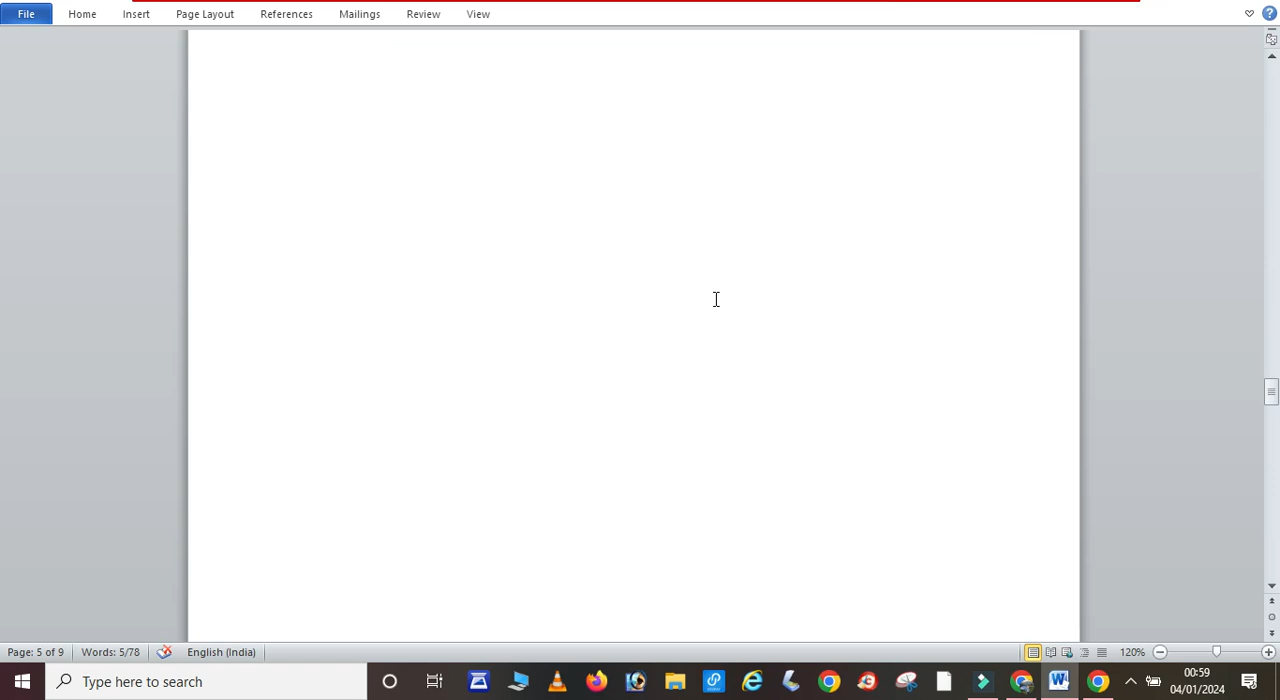 File Home Insert Page Layout References Mailings Review View
Page: 5 of 9 Words: 5/78 English (India) 120%
Type here to search
00:59
04/01/2024